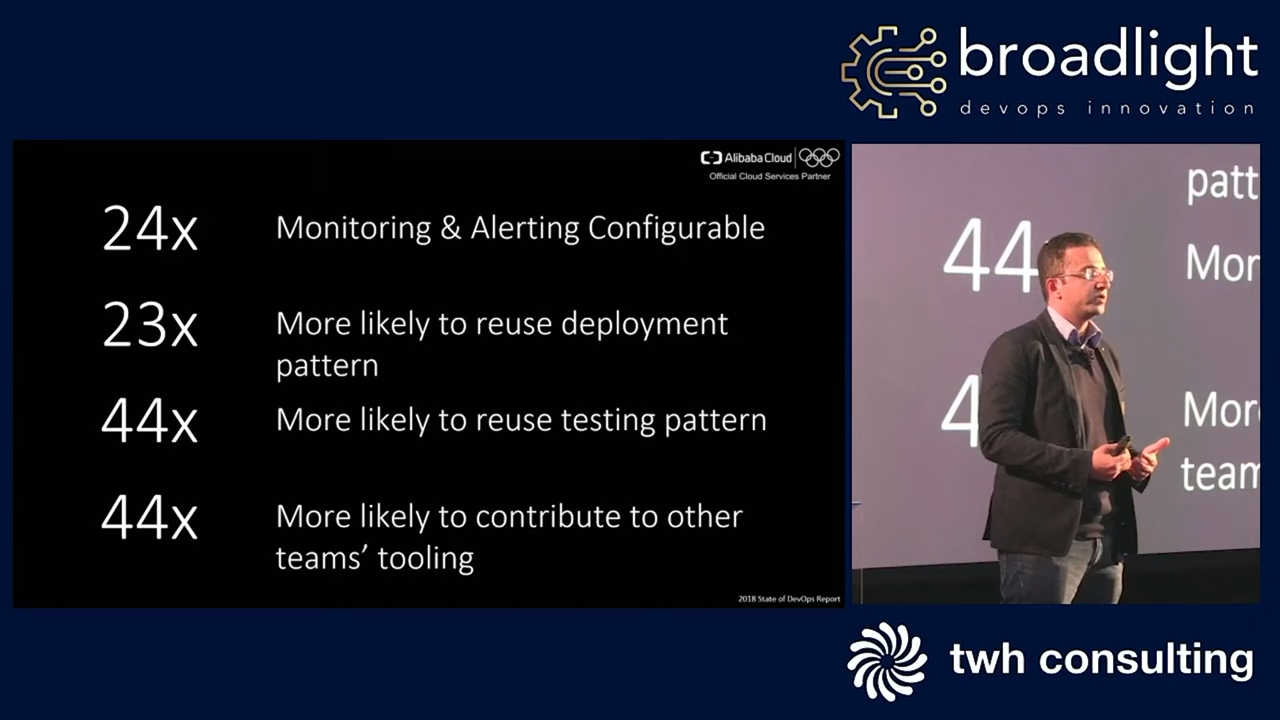 broadlight
devops innovation
Alibaba Cloud
Official Cloud Services Partner
24x Monitoring & Alerting Configurable
23x More likely to reuse deployment
pattern
44x More likely to reuse testing pattern
44x More likely to contribute to other
teams’ tooling
2018 State of DevOps Report
patt
44 Mor
4 More
team
twh consulting